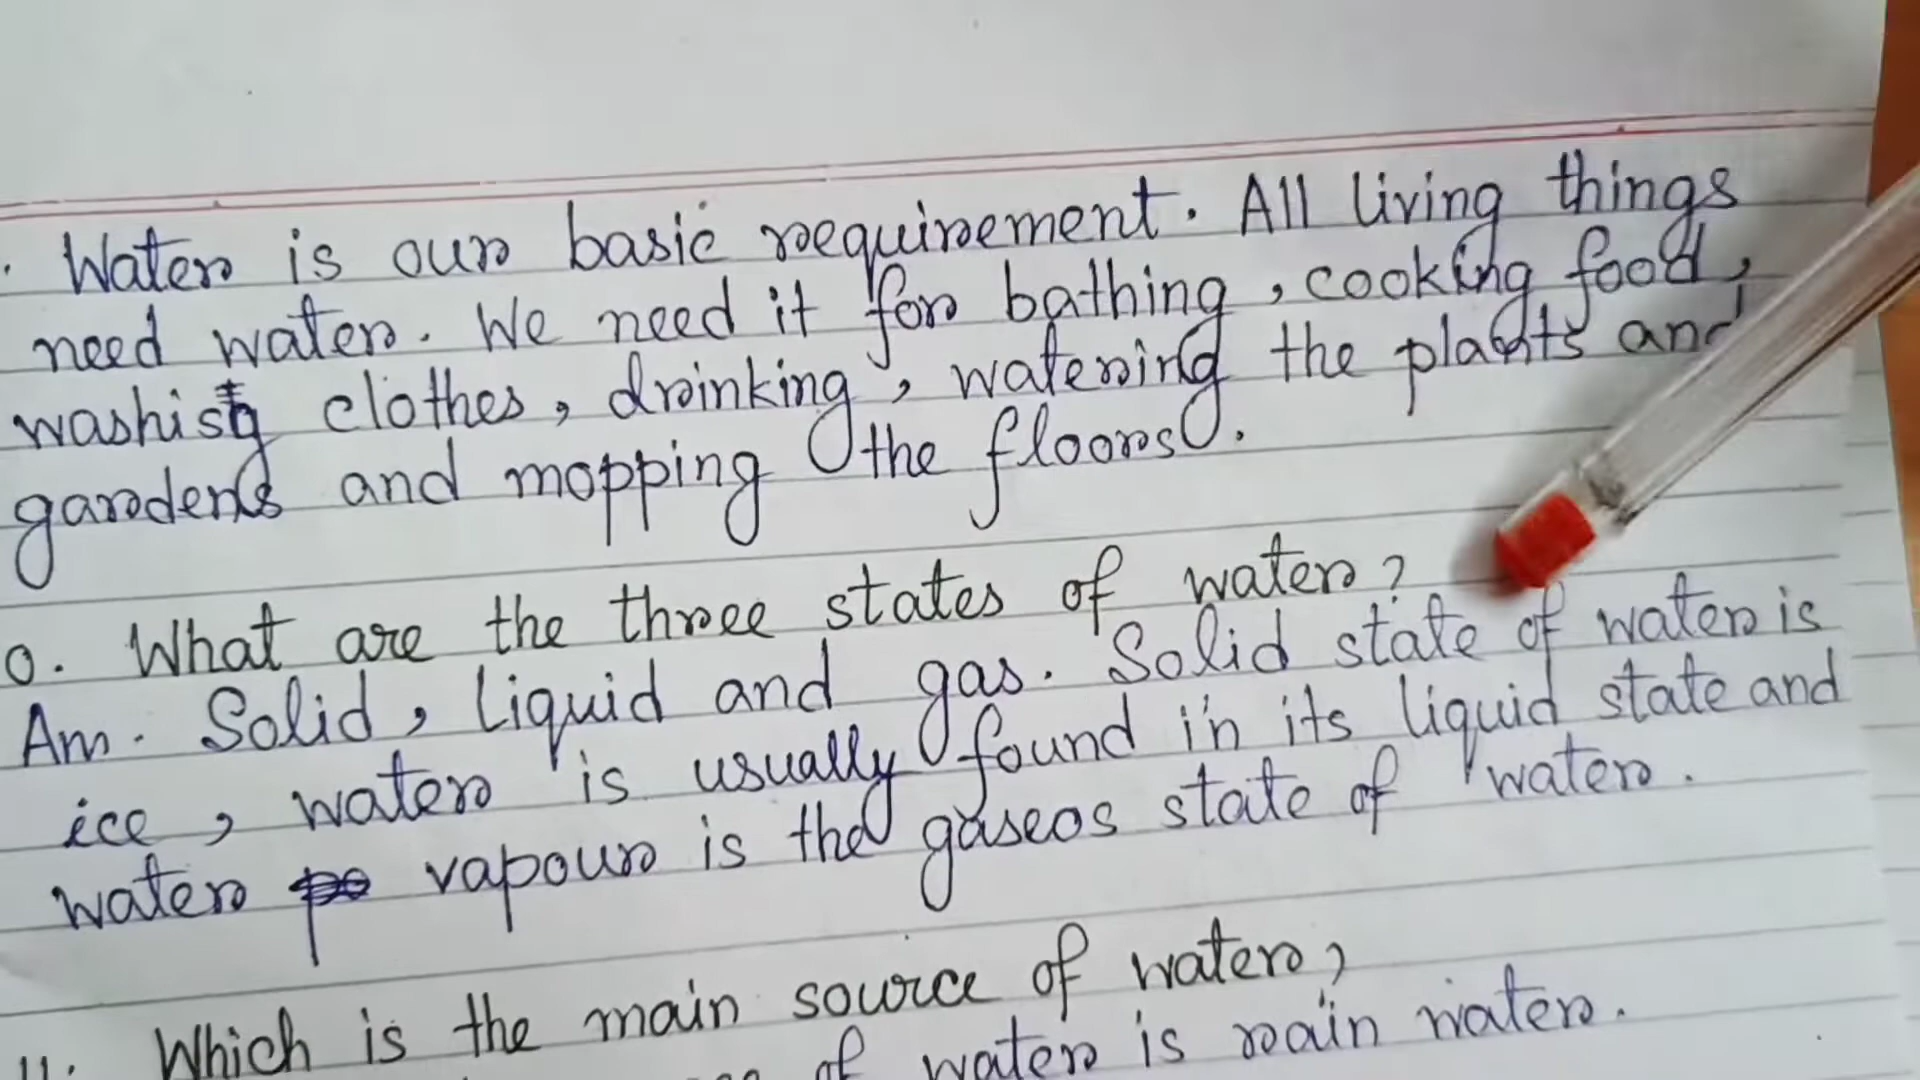 . Water is our basic requirement. All living things
need water. We need it for bathing, cooking food,
clothes, drinking, watering the plants and
gardens and mopping the floors.
0. What are the three states of water?
Ans. Solid, liquid and gas. Solid state of water is
ice, water is usually found in its liquid state and
water vapour is the gaseos state of water.
11. Which is the main source of water?
of water is rain water.